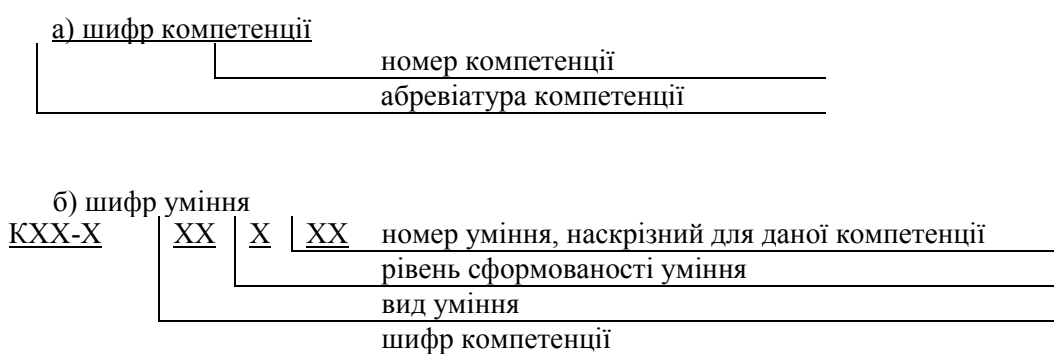 а) шифр компетенції
номер компетенції
абревіатура компетенції
б) шифр уміння
КХХ-Х ХХ Х ХХ номер уміння, наскрізний для даної компетенції
рівень сформованості уміння
вид уміння
шифр компетенції